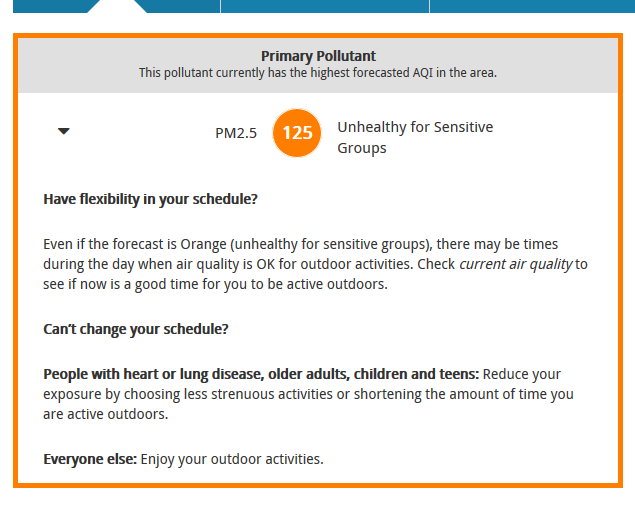 Primary Pollutant
This pollutant currently has the highest forecasted AQI in the area.
PM2.5 125 Unhealthy for Sensitive
Groups
Have flexibility in your schedule?
Even if the forecast is Orange (unhealthy for sensitive groups), there may be times
during the day when air quality is OK for outdoor activities. Check current air quality to
see if now is a good time for you to be active outdoors.
Can't change your schedule?
People with heart or lung disease, older adults, children and teens: Reduce your
exposure by choosing less strenuous activities or shortening the amount of time you
are active outdoors.
Everyone else: Enjoy your outdoor activities.